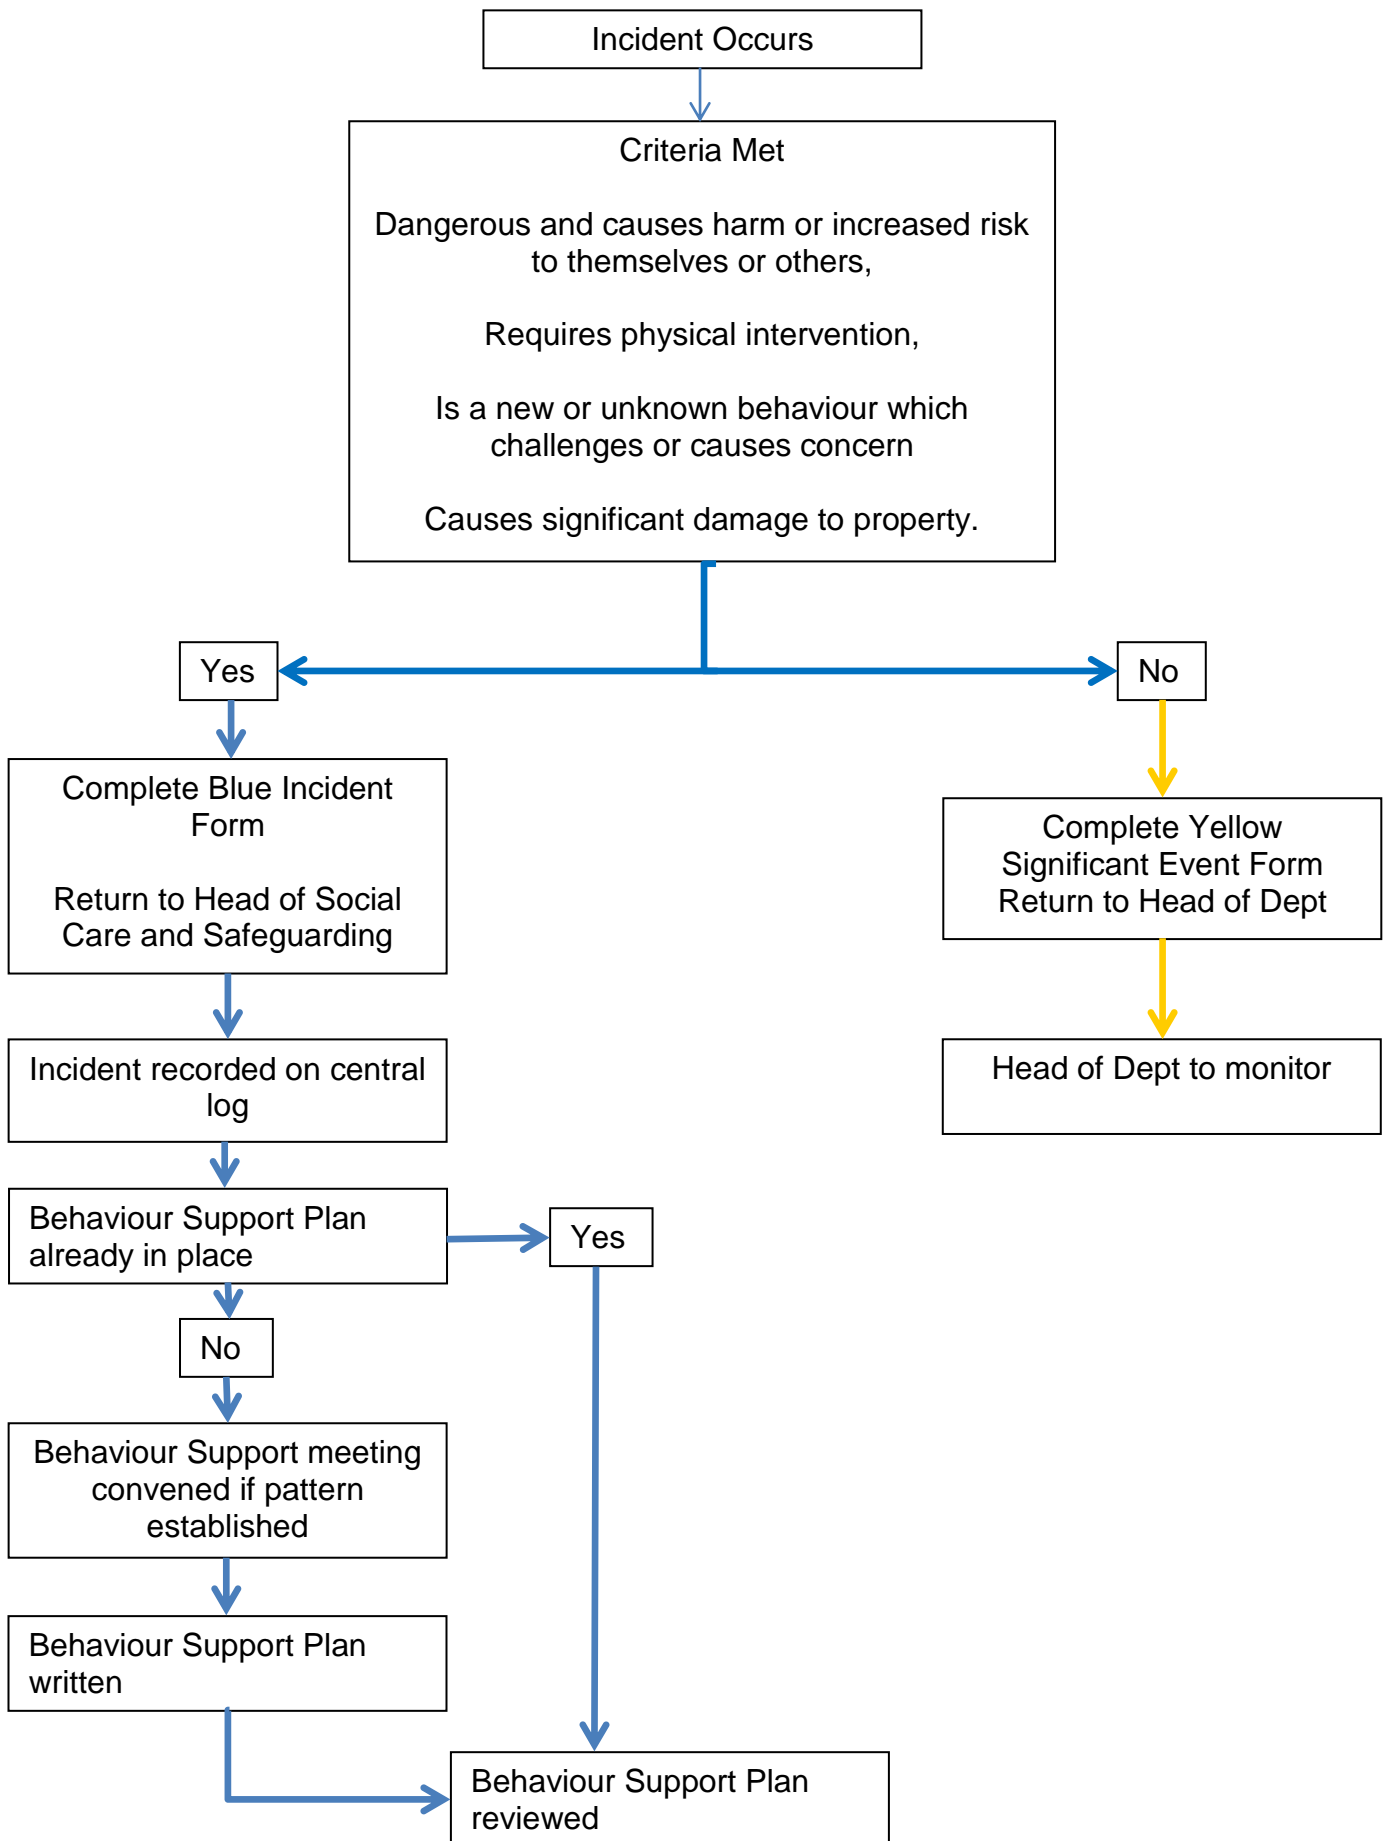 Incident Occurs
Criteria Met
Dangerous and causes harm or increased risk
to themselves or others,
Requires physical intervention,
Is a new or unknown behaviour which
challenges or causes concern
Causes significant damage to property.
Yes
No
Complete Blue Incident
Form
Return to Head of Social
Care and Safeguarding
Complete Yellow
Significant Event Form
Return to Head of Dept
Incident recorded on central
log
Head of Dept to monitor
Behaviour Support Plan
already in place
Yes
No
Behaviour Support meeting
convened if pattern
established
Behaviour Support Plan
written
Behaviour Support Plan
reviewed